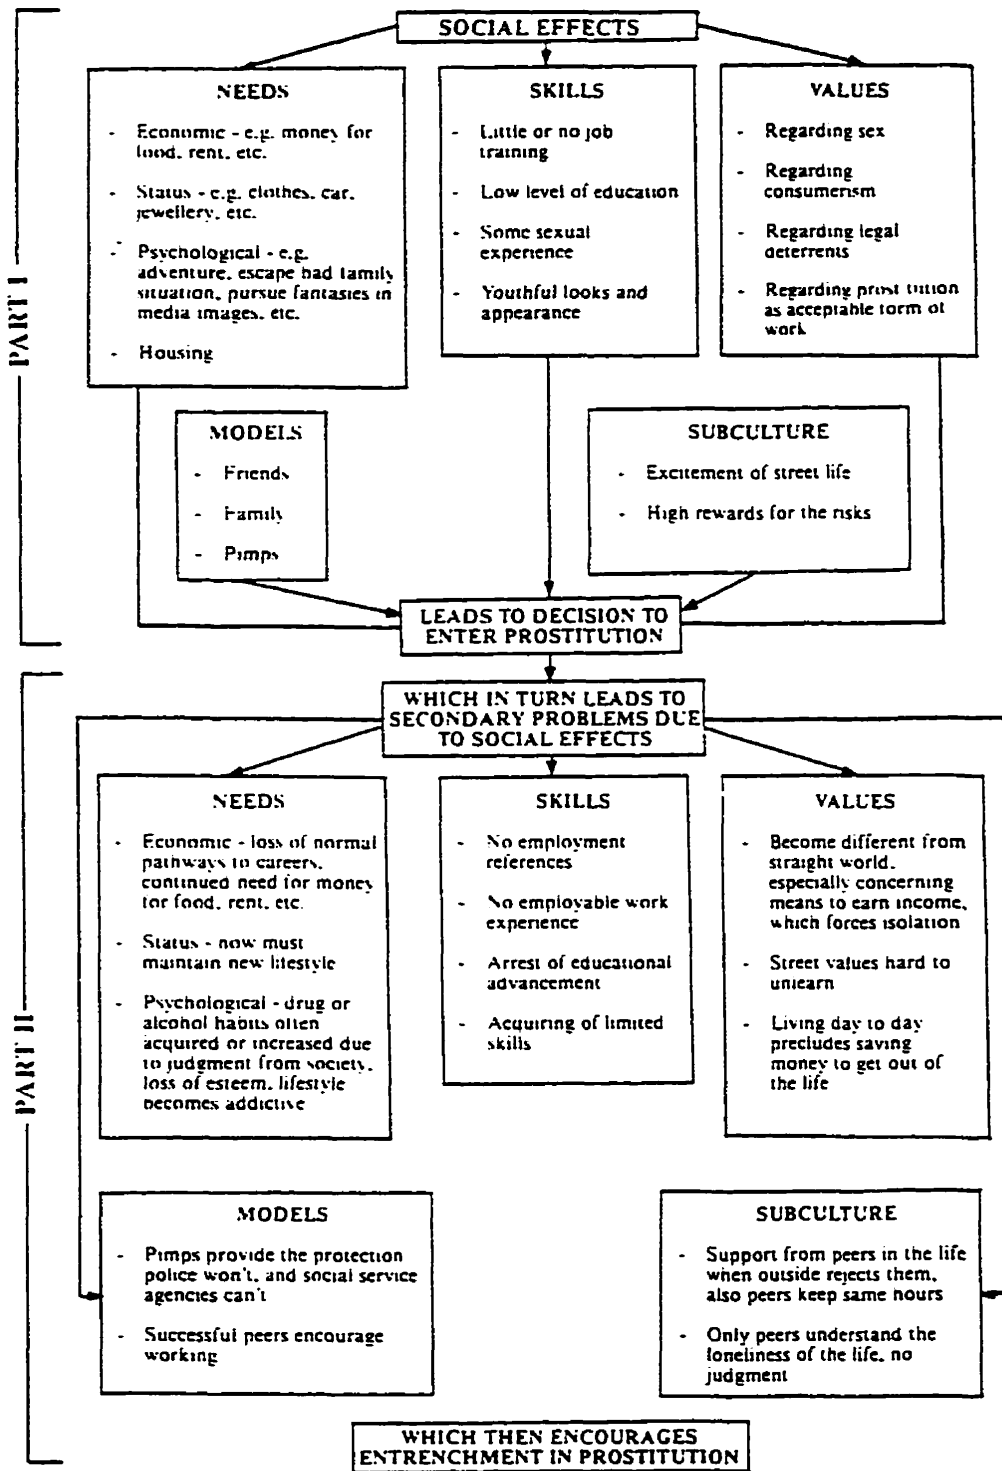 SOCIAL EFFECTS
PART I
NEEDS
- Economic - e.g. money for
food, rent, etc.
- Status - e.g. clothes, car,
jewellery, etc.
- Psychological - e.g.
adventure, escape bad family
situation, pursue fantasies in
media images, etc.
- Housing
SKILLS
- Little or no job
training
- Low level of education
- Some sexual
experience
- Youthful looks and
appearance
VALUES
- Regarding sex
- Regarding
consumerism
- Regarding legal
deterrents
- Regarding prostitution
as acceptable form of
work
MODELS
- Friends
- Family
- Pimps
SUBCULTURE
- Excitement of street life
- High rewards for the risks
LEADS TO DECISION TO
ENTER PROSTITUTION
PART II
WHICH IN TURN LEADS TO
SECONDARY PROBLEMS DUE
TO SOCIAL EFFECTS
NEEDS
- Economic - loss of normal
pathways to careers,
continued need for money
for food, rent, etc.
- Status - now must
maintain new lifestyle
- Psychological - drug or
alcohol habits often
acquired or increased due
to judgment from society,
loss of esteem, lifestyle
becomes addictive
SKILLS
- No employment
references
- No employable work
experience
- Arrest of educational
advancement
- Acquiring of limited
skills
VALUES
- Become different from
straight world,
especially concerning
means to earn income,
which forces isolation
- Street values hard to
unlearn
- Living day to day
precludes saving
money to get out of
the life
MODELS
- Pimps provide the protection
police won't, and social service
agencies can't
- Successful peers encourage
working
SUBCULTURE
- Support from peers in the life
when outside rejects them,
also peers keep same hours
- Only peers understand the
loneliness of the life, no
judgment
WHICH THEN ENCOURAGES
ENTRENCHMENT IN PROSTITUTION